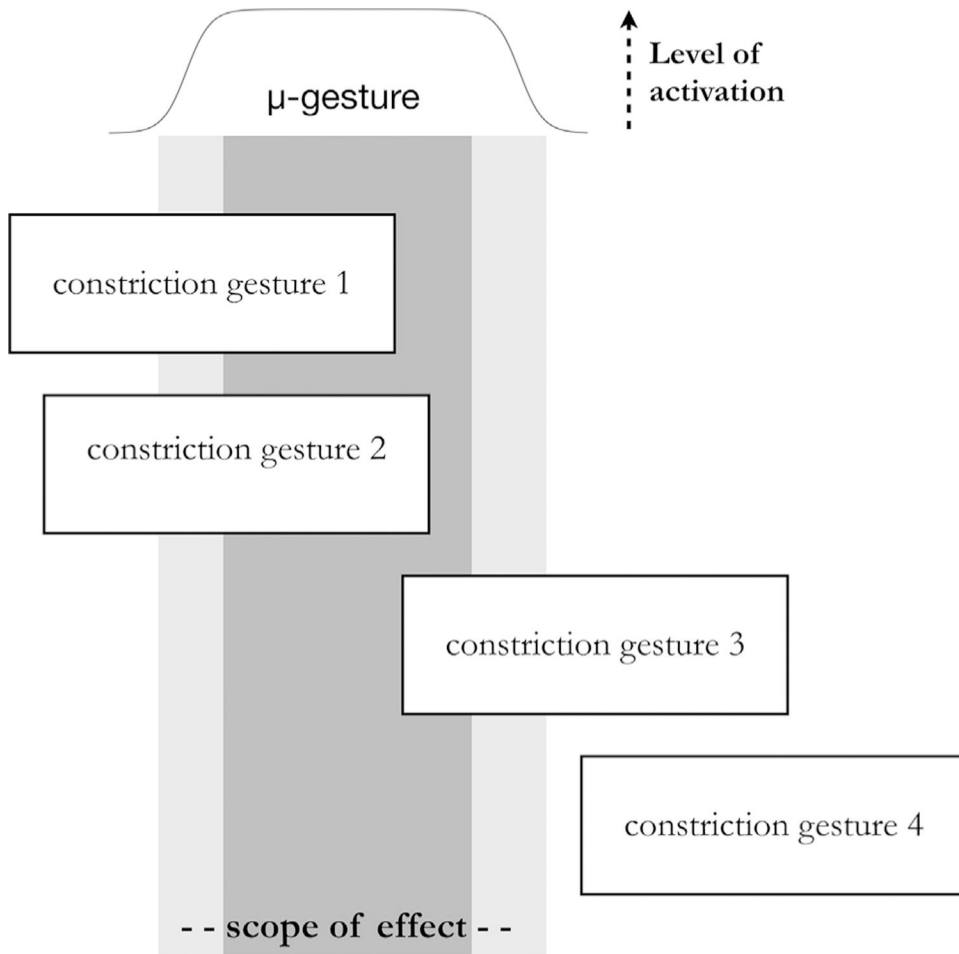 Level of
activation
μ-gesture
constriction gesture 1
constriction gesture 2
constriction gesture 3
constriction gesture 4
- - scope of effect - -